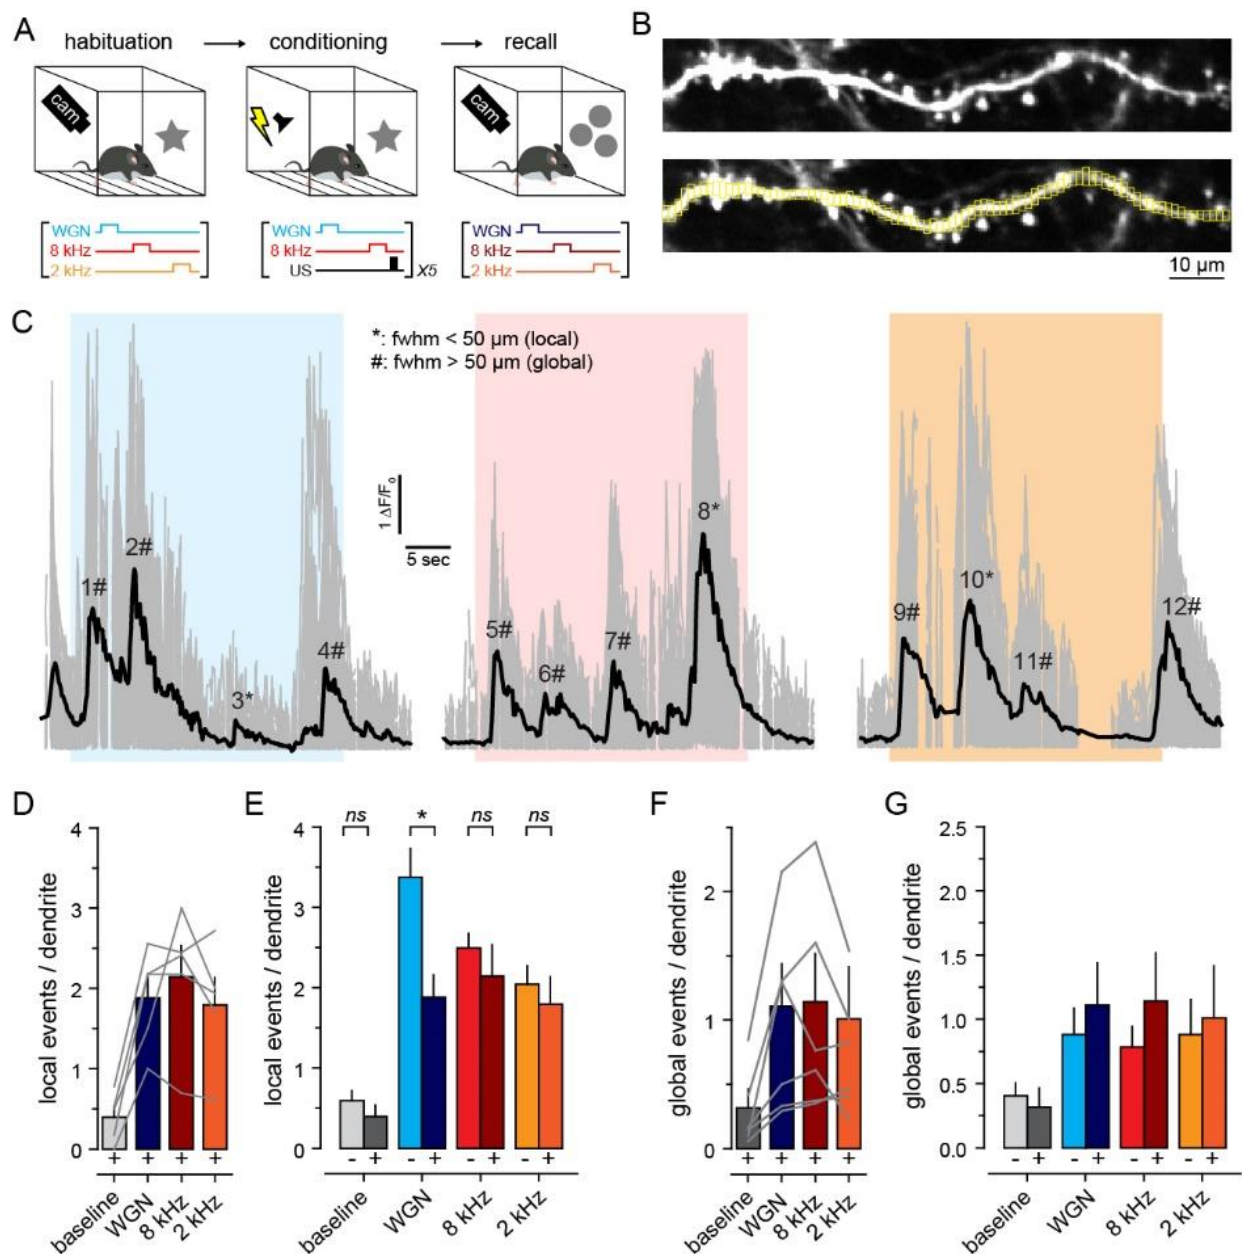 A
habituation → conditioning → recall
cam
cam
WGN
8 kHz
2 kHz
WGN
8 kHz
US
X5
WGN
8 kHz
2 kHz
B
10 µm
C
*: fwhm < 50 µm (local)
#: fwhm > 50 µm (global)
1 ΔF/F0
5 sec
1#
2#
3*
4#
5#
6#
7#
8*
9#
10*
11#
12#
D
local events / dendrite
4
3
2
1
0
+ + + +
baseline
WGN
8 kHz
2 kHz
E
local events / dendrite
4
3
2
1
0
ns * ns ns
- + - + - + - +
baseline
WGN
8 kHz
2 kHz
F
global events / dendrite
2
1
0
+ + + +
baseline
WGN
8 kHz
2 kHz
G
global events / dendrite
2.5
2.0
1.5
1.0
0.5
0.0
- + - + - + - +
baseline
WGN
8 kHz
2 kHz